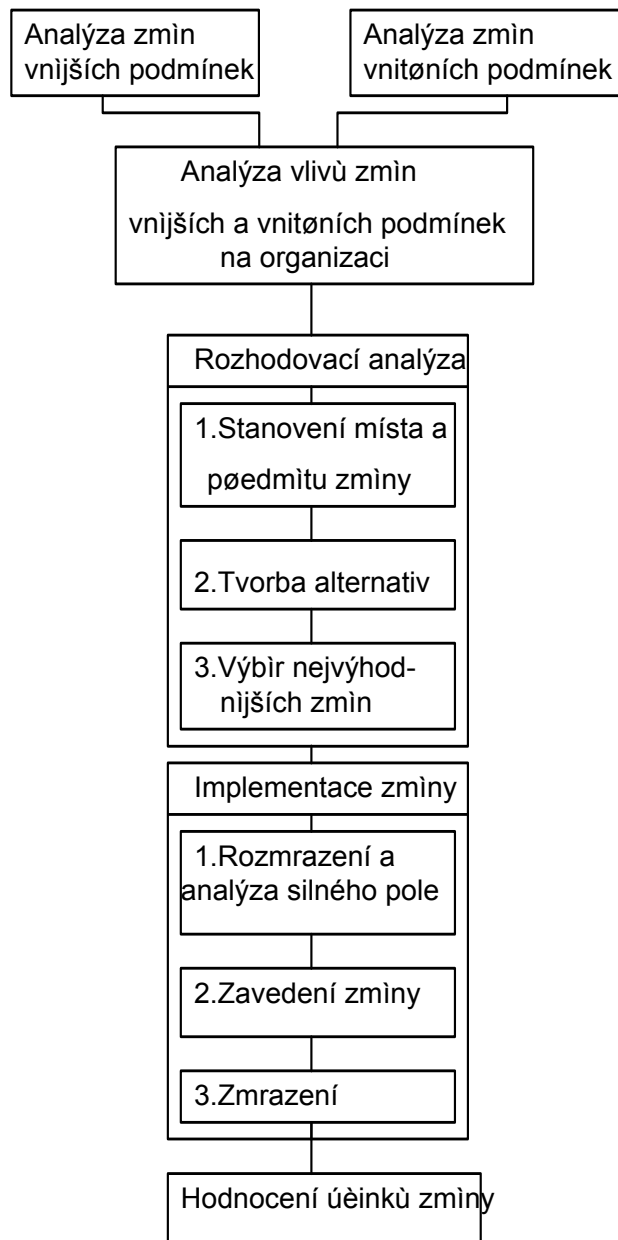 Analýza zmìn
vnìjších podmínek
Analýza zmìn
vnitøních podmínek
Analýza vlivù zmìn
vnìjších a vnitøních podmínek
na organizaci
Rozhodovací analýza
1.Stanovení místa a
pøedmìtu zmìny
2.Tvorba alternativ
3.Výbìr nejvýhod-
nìjších zmìn
Implementace zmìny
1.Rozmrazení a
analýza silného pole
2.Zavedení zmìny
3.Zmrazení
Hodnocení úèinkù zmìny